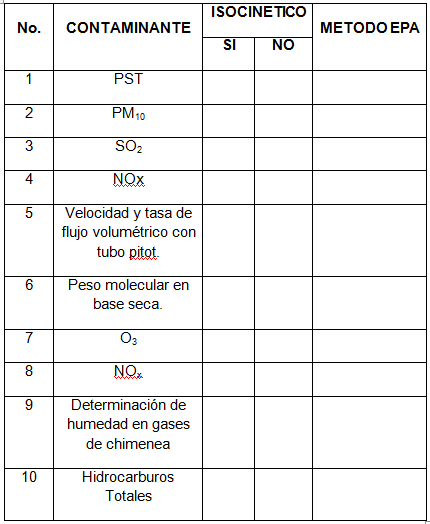 No. CONTAMINANTE ISOCINETICO METODO EPA
SI NO
1 PST
2 PM₁₀
3 SO₂
4 NOx
5 Velocidad y tasa de
flujo volumétrico con
tubo pitot.
6 Peso molecular en
base seca.
7 O₃
8 NOₓ
9 Determinación de
humedad en gases
de chimenea
10 Hidrocarburos
Totales